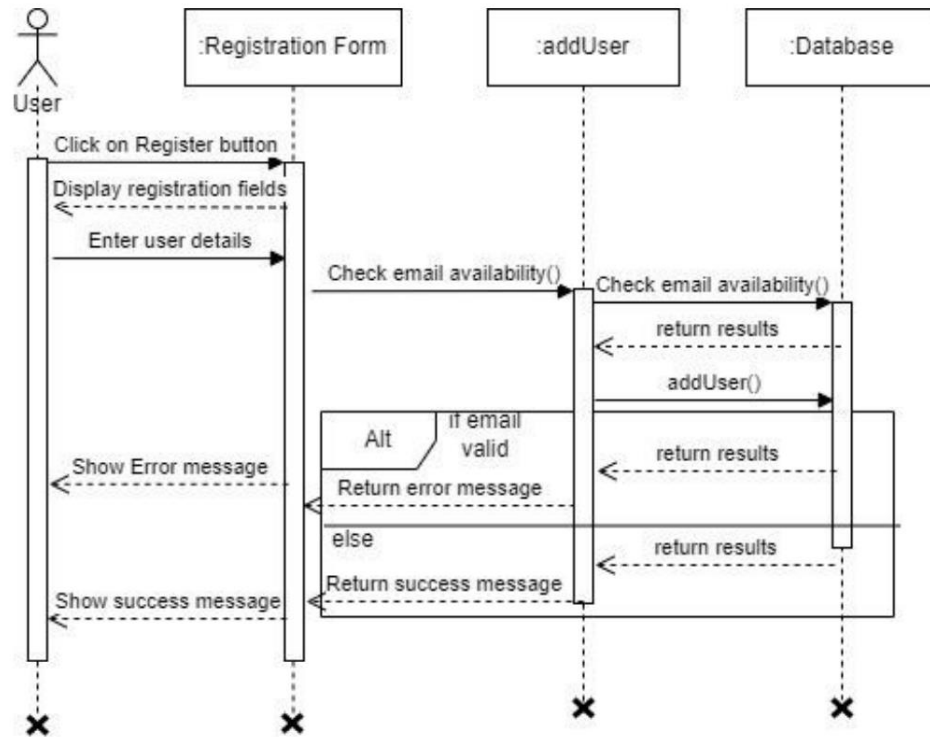 :Registration Form
:addUser
:Database
User
Click on Register button
Display registration fields
Enter user details
Check email availability()
Check email availability()
return results
addUser()
Alt
if email
valid
return results
Show Error message
Return error message
else
return results
Return success message
Show success message